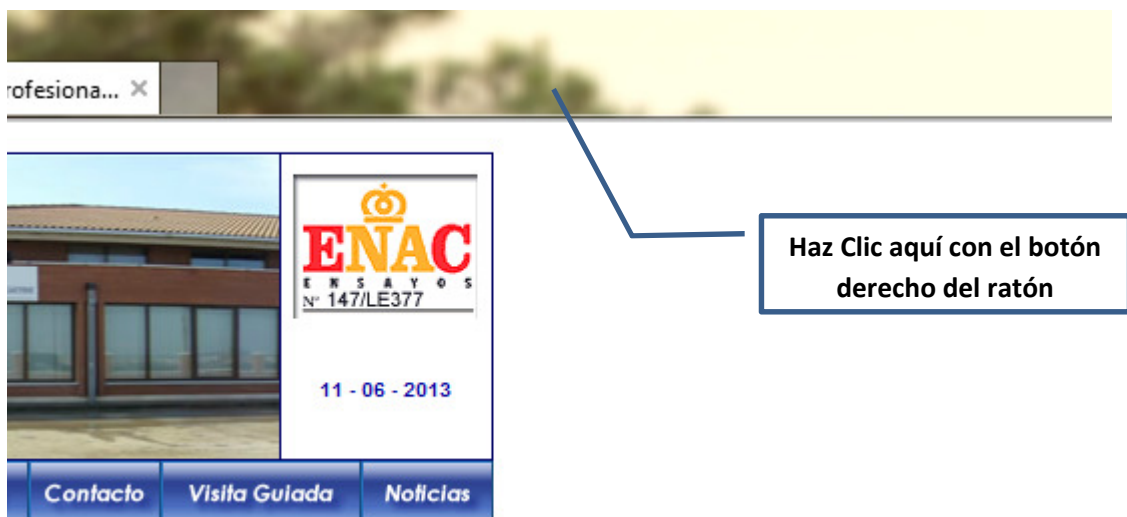 rofesiona... ×
ENAC
ENSAYOS
Nº 147/LE377
Haz Clic aquí con el botón
derecho del ratón
11 - 06 - 2013
Contacto Visita Guiada Noticias